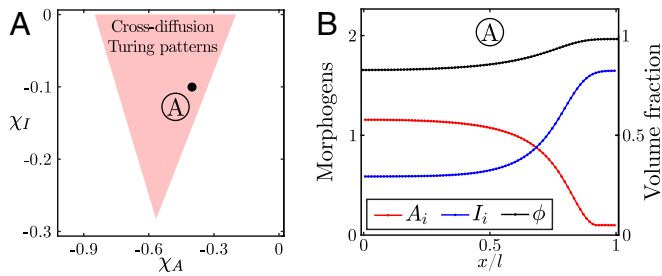 A
Cross-diffusion
Turing patterns
Ⓐ
0
-0.1
-0.2
-0.3
χ_I
-0.9
-0.6
-0.3
0
χ_A
B
Ⓐ
2
1
0
Morphogens
1
0.5
0
Volume fraction
A_i
I_i
ϕ
0
0.5
1
x/l